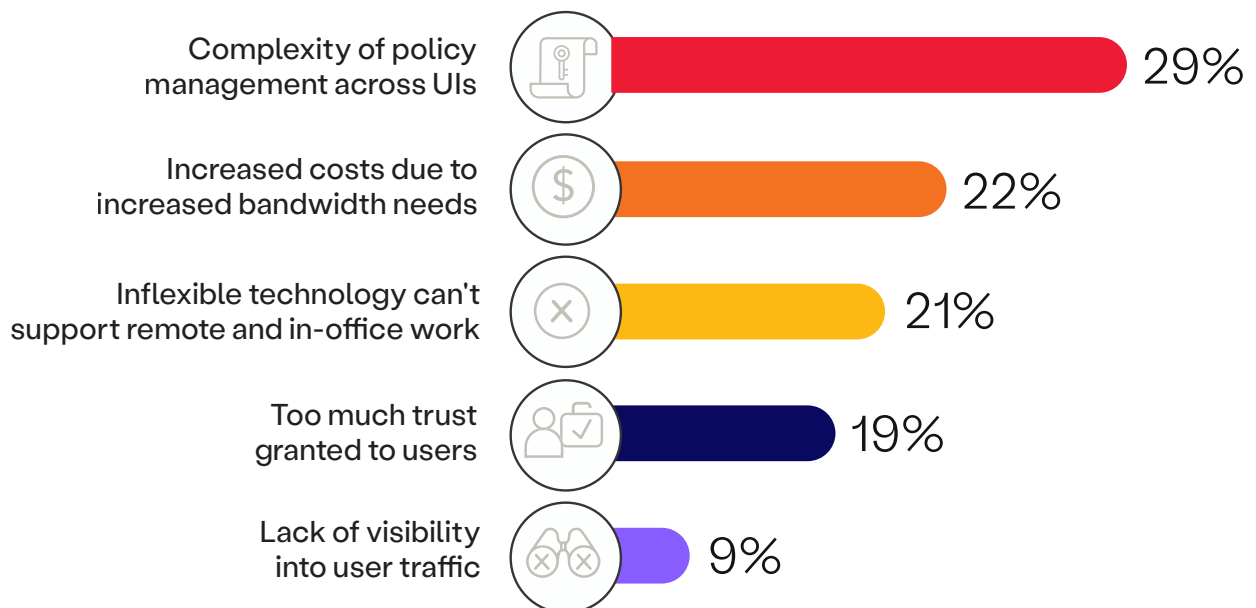 Complexity of policy
management across UIs
29%
Increased costs due to
increased bandwidth needs
$
22%
Inflexible technology can't
support remote and in-office work
21%
Too much trust
granted to users
19%
Lack of visibility
into user traffic
9%